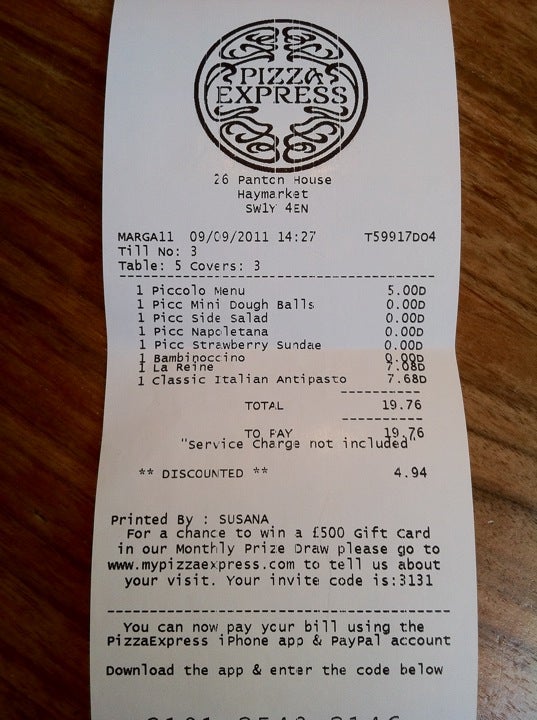 PIZZA
EXPRESS
26 Panton House
Haymarket
SW1Y 4EN
MARGA11 09/09/2011 14:27 T59917DO4
Till No: 3
Table: 5 Covers: 3
1 Piccolo Menu 5.00D
1 Picc Mini Dough Balls 0.00D
1 Picc Side Salad 0.00D
1 Picc Napoletana 0.00D
1 Picc Strawberry Sundae 0.00D
1 Bambinoccino 0.00D
1 La Reine 7.08D
1 Classic Italian Antipasto 7.68D
TOTAL 19.76
TO PAY 19.76
"Service Charge not included"
** DISCOUNTED ** 4.94
Printed By : SUSANA
For a chance to win a £500 Gift Card
in our Monthly Prize Draw please go to
www.mypizzaexpress.com to tell us about
your visit. Your invite code is:3131
You can now pay your bill using the
PizzaExpress iPhone app & PayPal account
Download the app & enter the code below